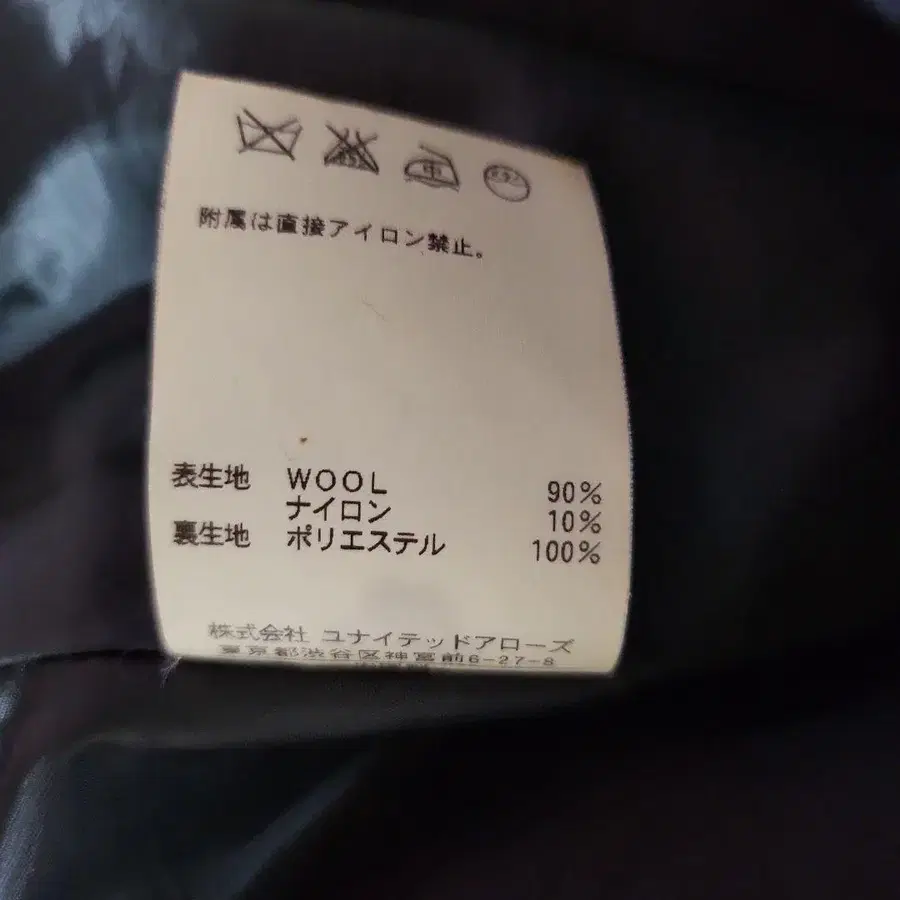 中
附属は直接アイロン禁止。
表生地 WOOL 90%
ナイロン 10%
裏生地 ポリエステル 100%
株式会社 ユナイテッドアローズ
東京都渋谷区神宮前6-27-8